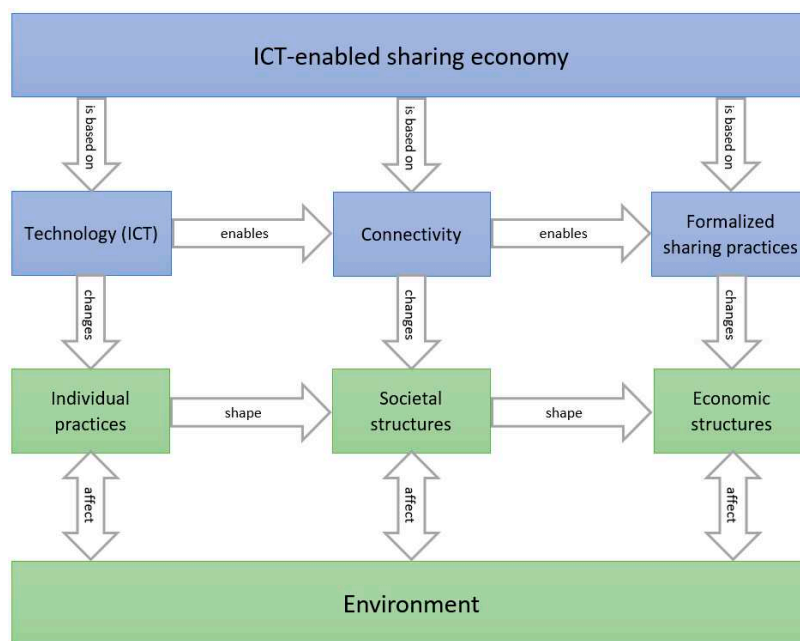 ICT-enabled sharing economy
is based on
is based on
is based on
Technology (ICT)
enables
Connectivity
enables
Formalized
sharing practices
changes
changes
changes
Individual
practices
shape
Societal
structures
shape
Economic
structures
affect
affect
affect
Environment